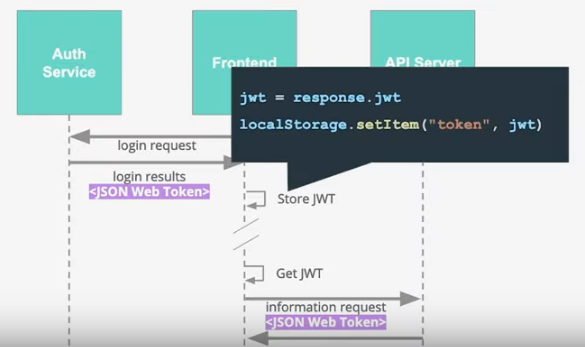 Auth
Service
Frontend
API Server
jwt = response.jwt
localStorage.setItem("token", jwt)
login request
login results
<JSON Web Token>
Store JWT
Get JWT
information request
<JSON Web Token>